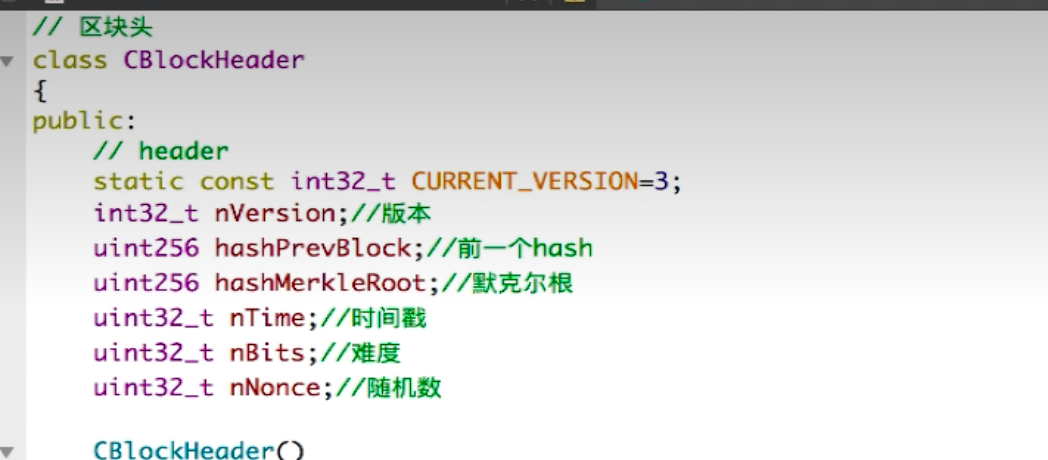 // 区块头
class CBlockHeader
{
public:
// header
static const int32_t CURRENT_VERSION=3;
int32_t nVersion;//版本
uint256 hashPrevBlock;//前一个hash
uint256 hashMerkleRoot;//默克尔根
uint32_t nTime;//时间戳
uint32_t nBits;//难度
uint32_t nNonce;//随机数
CBlockHeader()